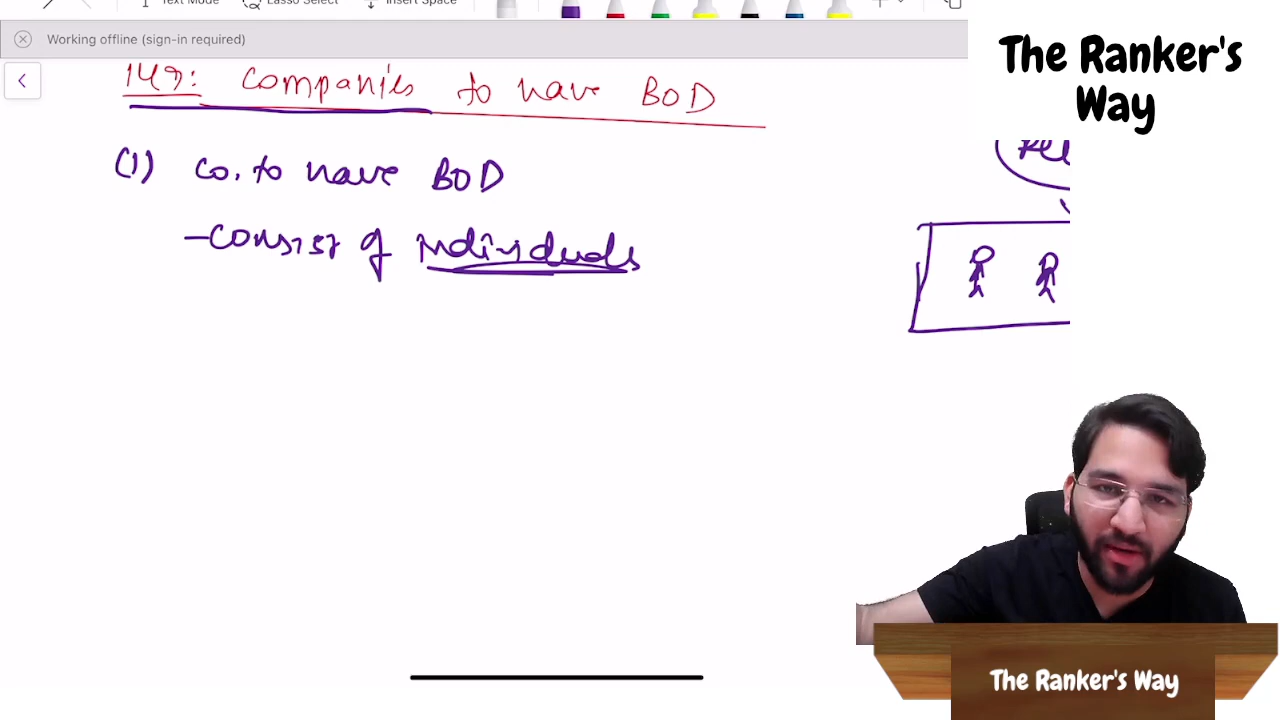 Text Mode
Lasso Select
Insert Space
Working offline (sign-in required)
149: Companies to have BOD
(1) Co. to have BOD
- Consist of individuals
The Ranker's
Way
The Ranker's Way